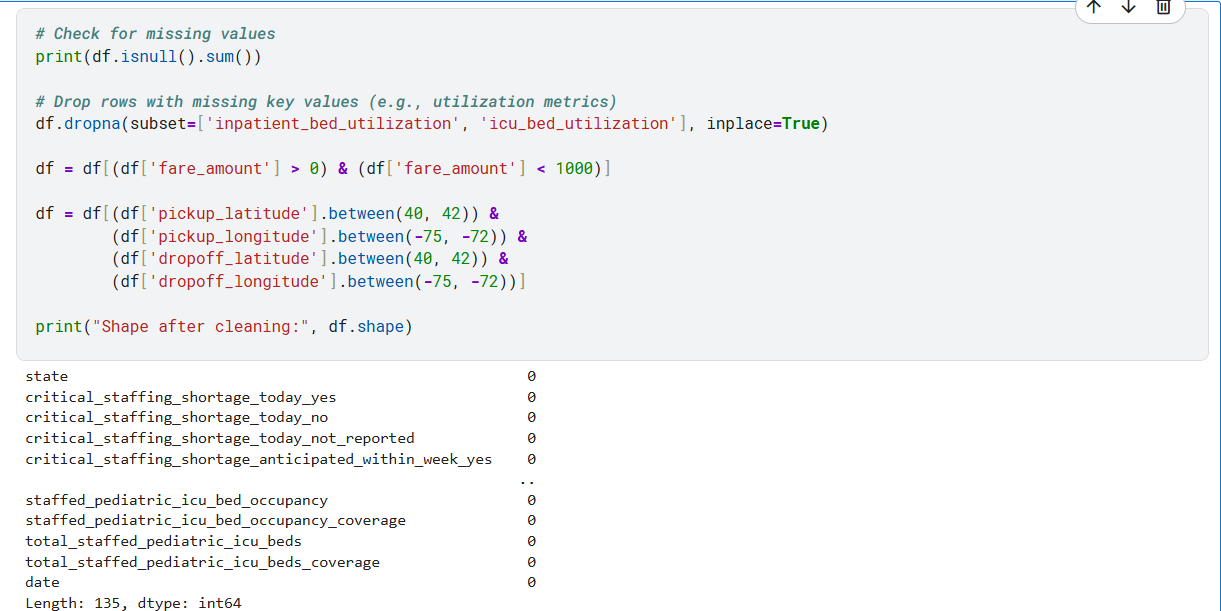 # Check for missing values
print(df.isnull().sum())
# Drop rows with missing key values (e.g., utilization metrics)
df.dropna(subset=['inpatient_bed_utilization', 'icu_bed_utilization'], inplace=True)
df = df[(df['fare_amount'] > 0) & (df['fare_amount'] < 1000)]
df = df[(df['pickup_latitude'].between(40, 42)) &
(df['pickup_longitude'].between(-75, -72)) &
(df['dropoff_latitude'].between(40, 42)) &
(df['dropoff_longitude'].between(-75, -72))]
print("Shape after cleaning:", df.shape)
state 0
critical_staffing_shortage_today_yes 0
critical_staffing_shortage_today_no 0
critical_staffing_shortage_today_not_reported 0
critical_staffing_shortage_anticipated_within_week_yes 0
..
staffed_pediatric_icu_bed_occupancy 0
staffed_pediatric_icu_bed_occupancy_coverage 0
total_staffed_pediatric_icu_beds 0
total_staffed_pediatric_icu_beds_coverage 0
date 0
Length: 135, dtype: int64